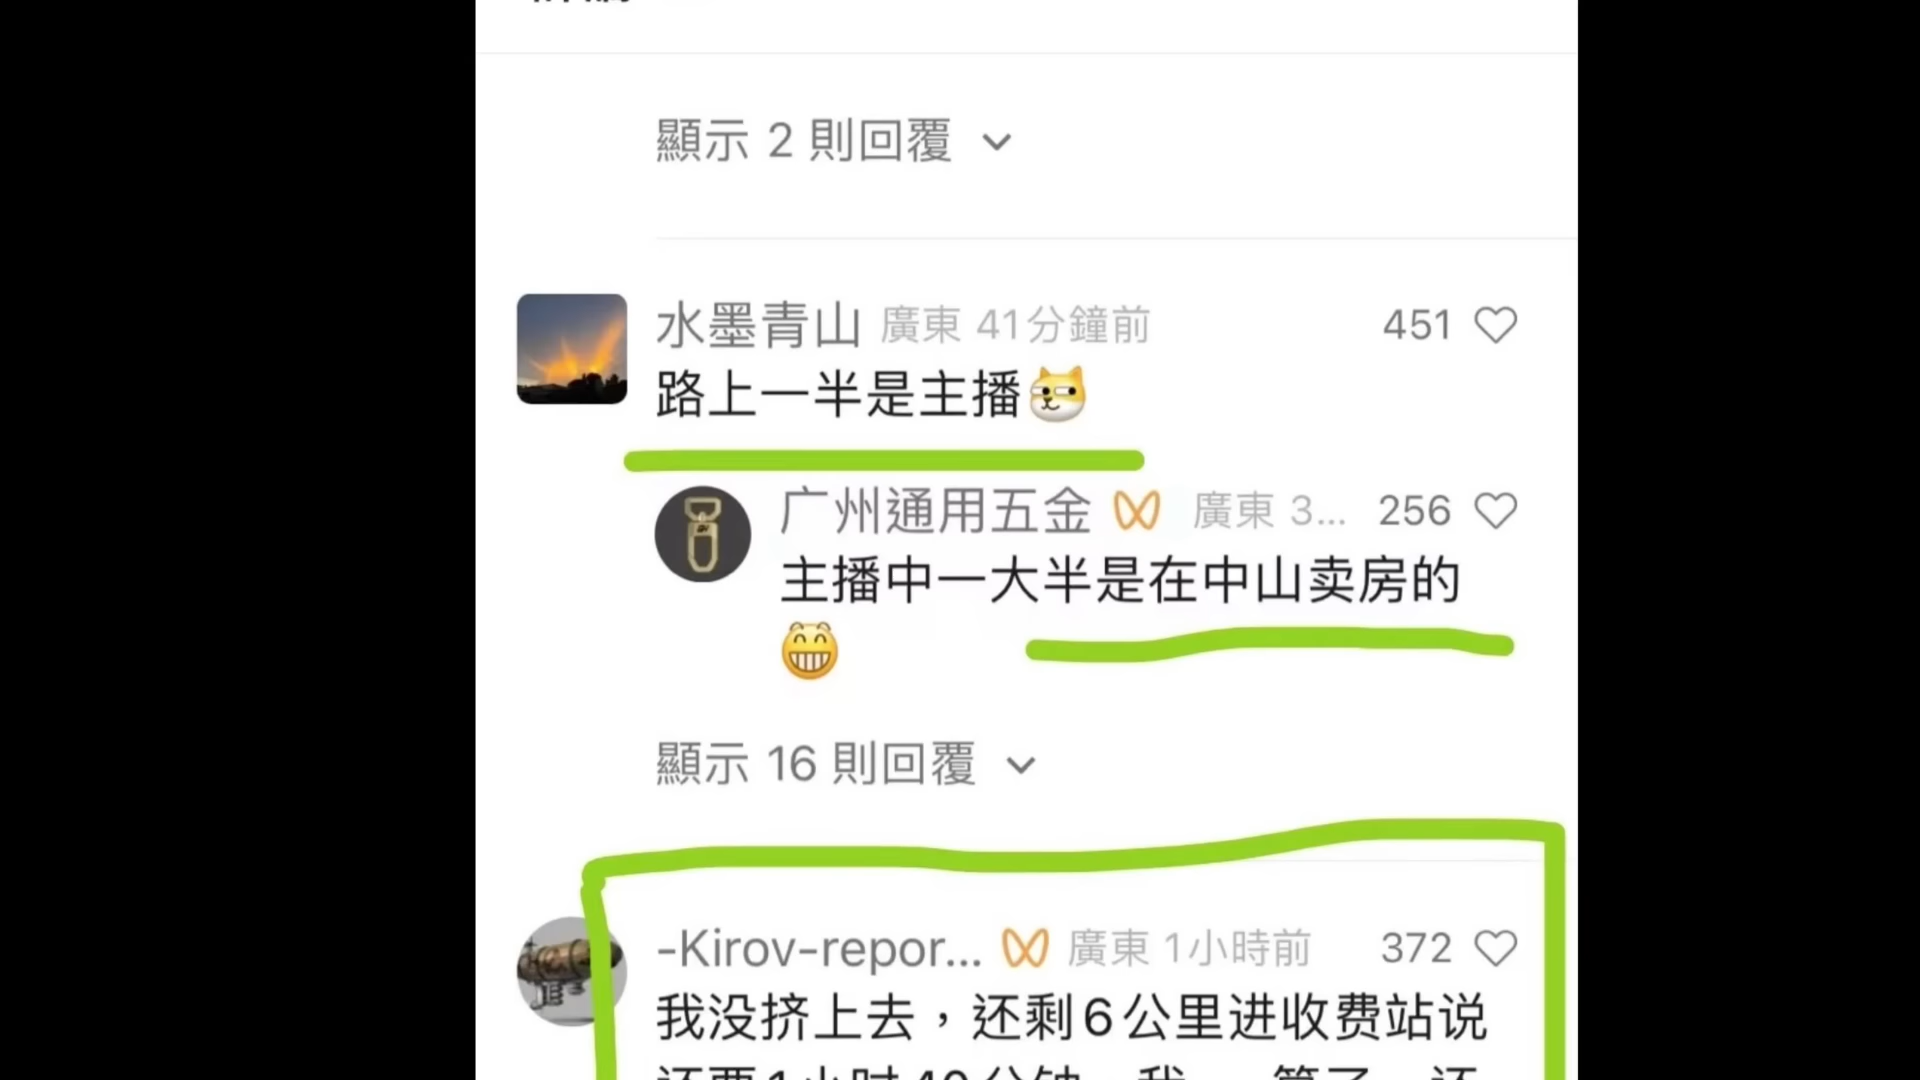 顯示 2 則回覆
水墨青山 廣東 41分鐘前 451
路上一半是主播
广州通用五金 廣東 3... 256
主播中一大半是在中山卖房的
顯示 16 則回覆
-Kirov-repor... 廣東 1小時前 372
我没挤上去，还剩6公里进收费站说